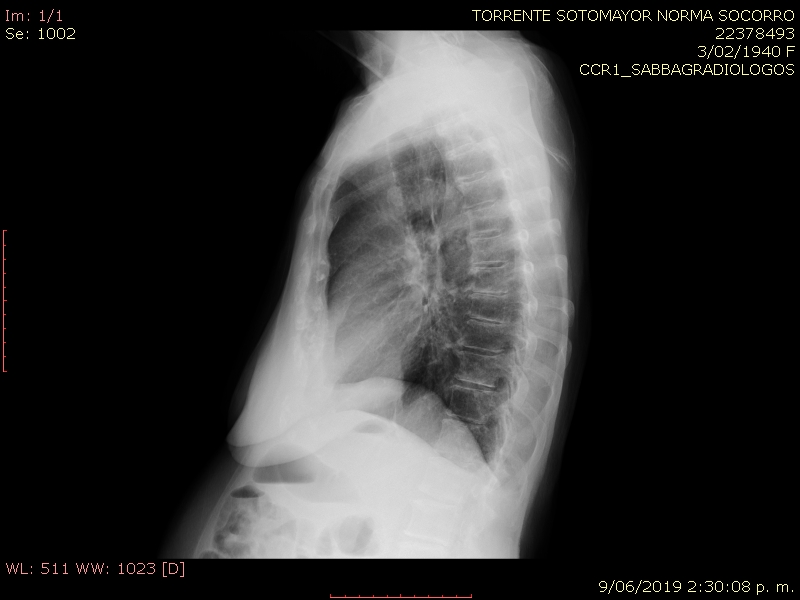 Im: 1/1
Se: 1002
TORRENTE SOTOMAYOR NORMA SOCORRO
22378493
3/02/1940 F
CCR1_SABBAGRADIOLOGOS
WL: 511 WW: 1023 [D]
9/06/2019 2:30:08 p. m.